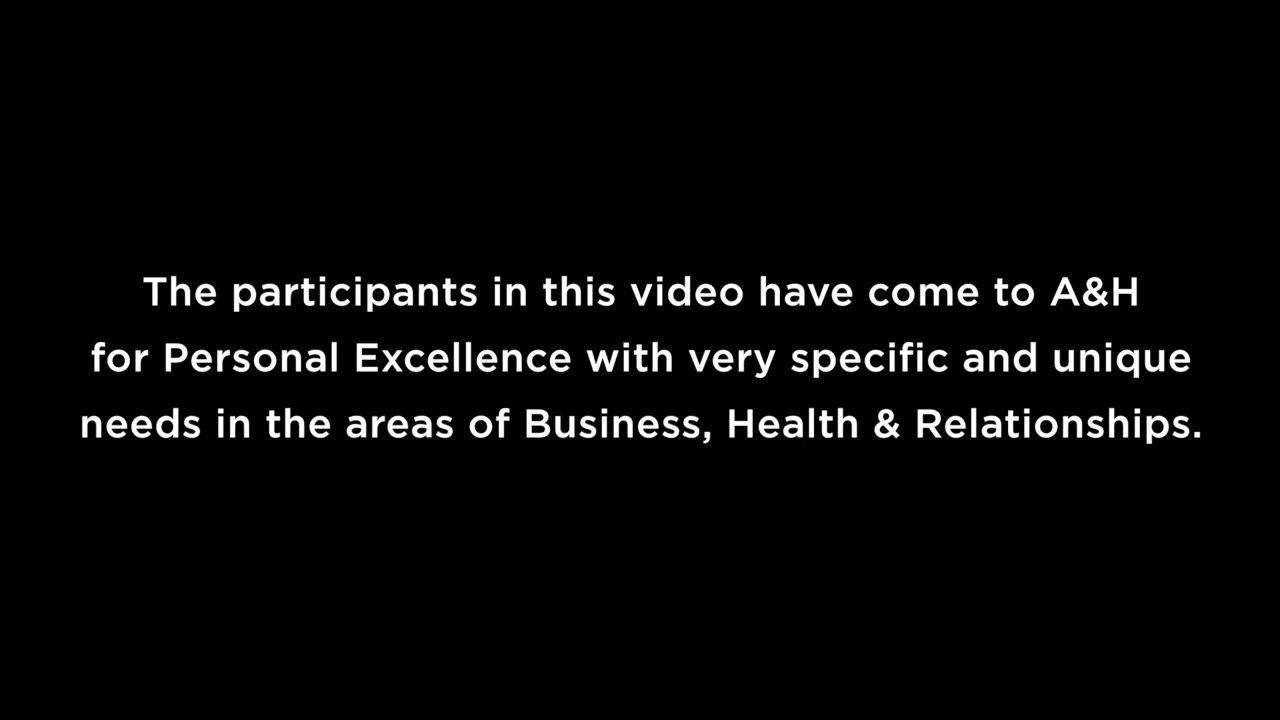 The participants in this video have come to A&H
for Personal Excellence with very specific and unique
needs in the areas of Business, Health & Relationships.